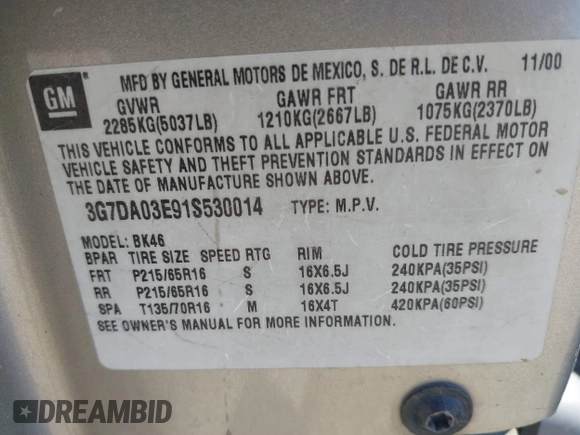 GM
MFD BY GENERAL MOTORS DE MEXICO, S. DE R.L. DE C.V. 11/00
GVWR GAWR FRT GAWR RR
2285KG(5037LB) 1210KG(2667LB) 1075KG(2370LB)
THIS VEHICLE CONFORMS TO ALL APPLICABLE U.S. FEDERAL MOTOR
VEHICLE SAFETY AND THEFT PREVENTION STANDARDS IN EFFECT ON
THE DATE OF MANUFACTURE SHOWN ABOVE.
3G7DA03E91S530014 TYPE: M.P.V.
MODEL: BK46
BPAR TIRE SIZE SPEED RTG RIM COLD TIRE PRESSURE
FRT P215/65R16 S 16X6.5J 240KPA(35PSI)
RR P215/65R16 S 16X6.5J 240KPA(35PSI)
SPA T135/70R16 M 16X4T 420KPA(60PSI)
SEE OWNER'S MANUAL FOR MORE INFORMATION.
DREAMBID